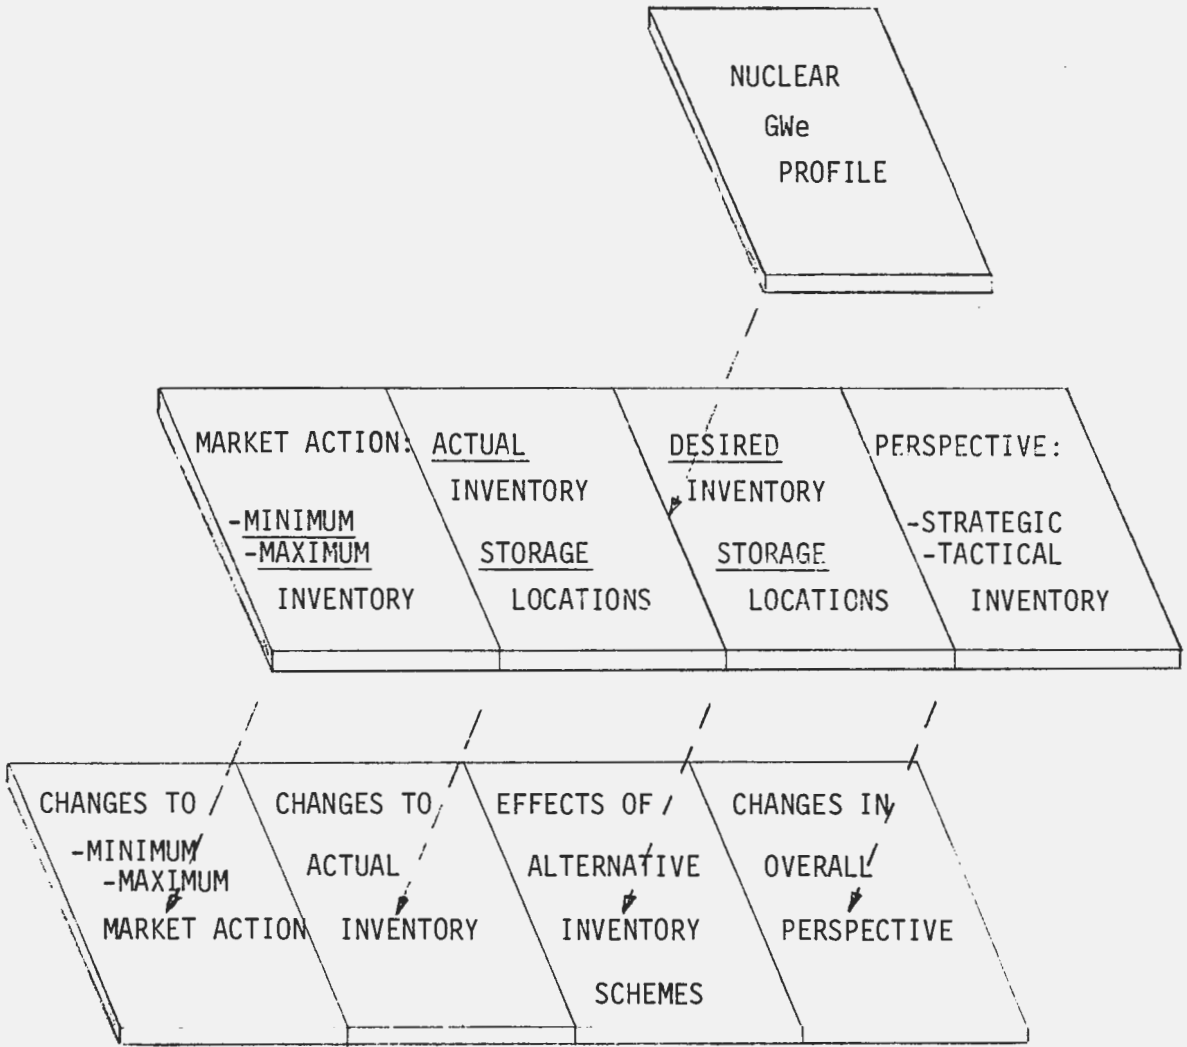 NUCLEAR
GWe
PROFILE
MARKET ACTION:
-MINIMUM
-MAXIMUM
INVENTORY
ACTUAL
INVENTORY
STORAGE
LOCATIONS
DESIRED
INVENTORY
STORAGE
LOCATIONS
PERSPECTIVE:
-STRATEGIC
-TACTICAL
INVENTORY
CHANGES TO
-MINIMUM
-MAXIMUM
MARKET ACTION
CHANGES TO
ACTUAL
INVENTORY
EFFECTS OF
ALTERNATIVE
INVENTORY
SCHEMES
CHANGES IN
OVERALL
PERSPECTIVE